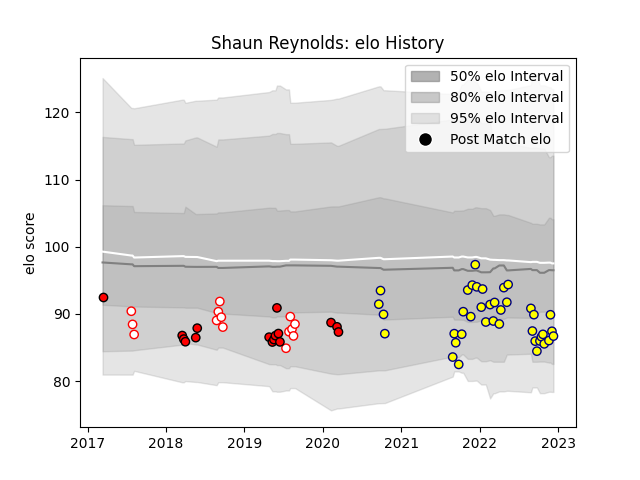 Shaun Reynolds: elo History
50% elo Interval
80% elo Interval
95% elo Interval
Post Match elo
elo score
120
110
100
90
80
2017 2018 2019 2020 2021 2022 2023